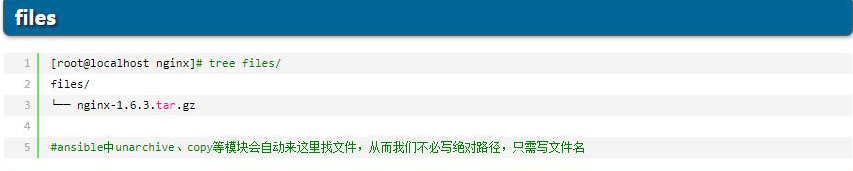 files
1 [root@localhost nginx]# tree files/
2 files/
3 └── nginx-1.6.3.tar.gz
4
5 #ansible中unarchive、copy等模块会自动来这里找文件，从而我们不必写绝对路径，只需写文件名